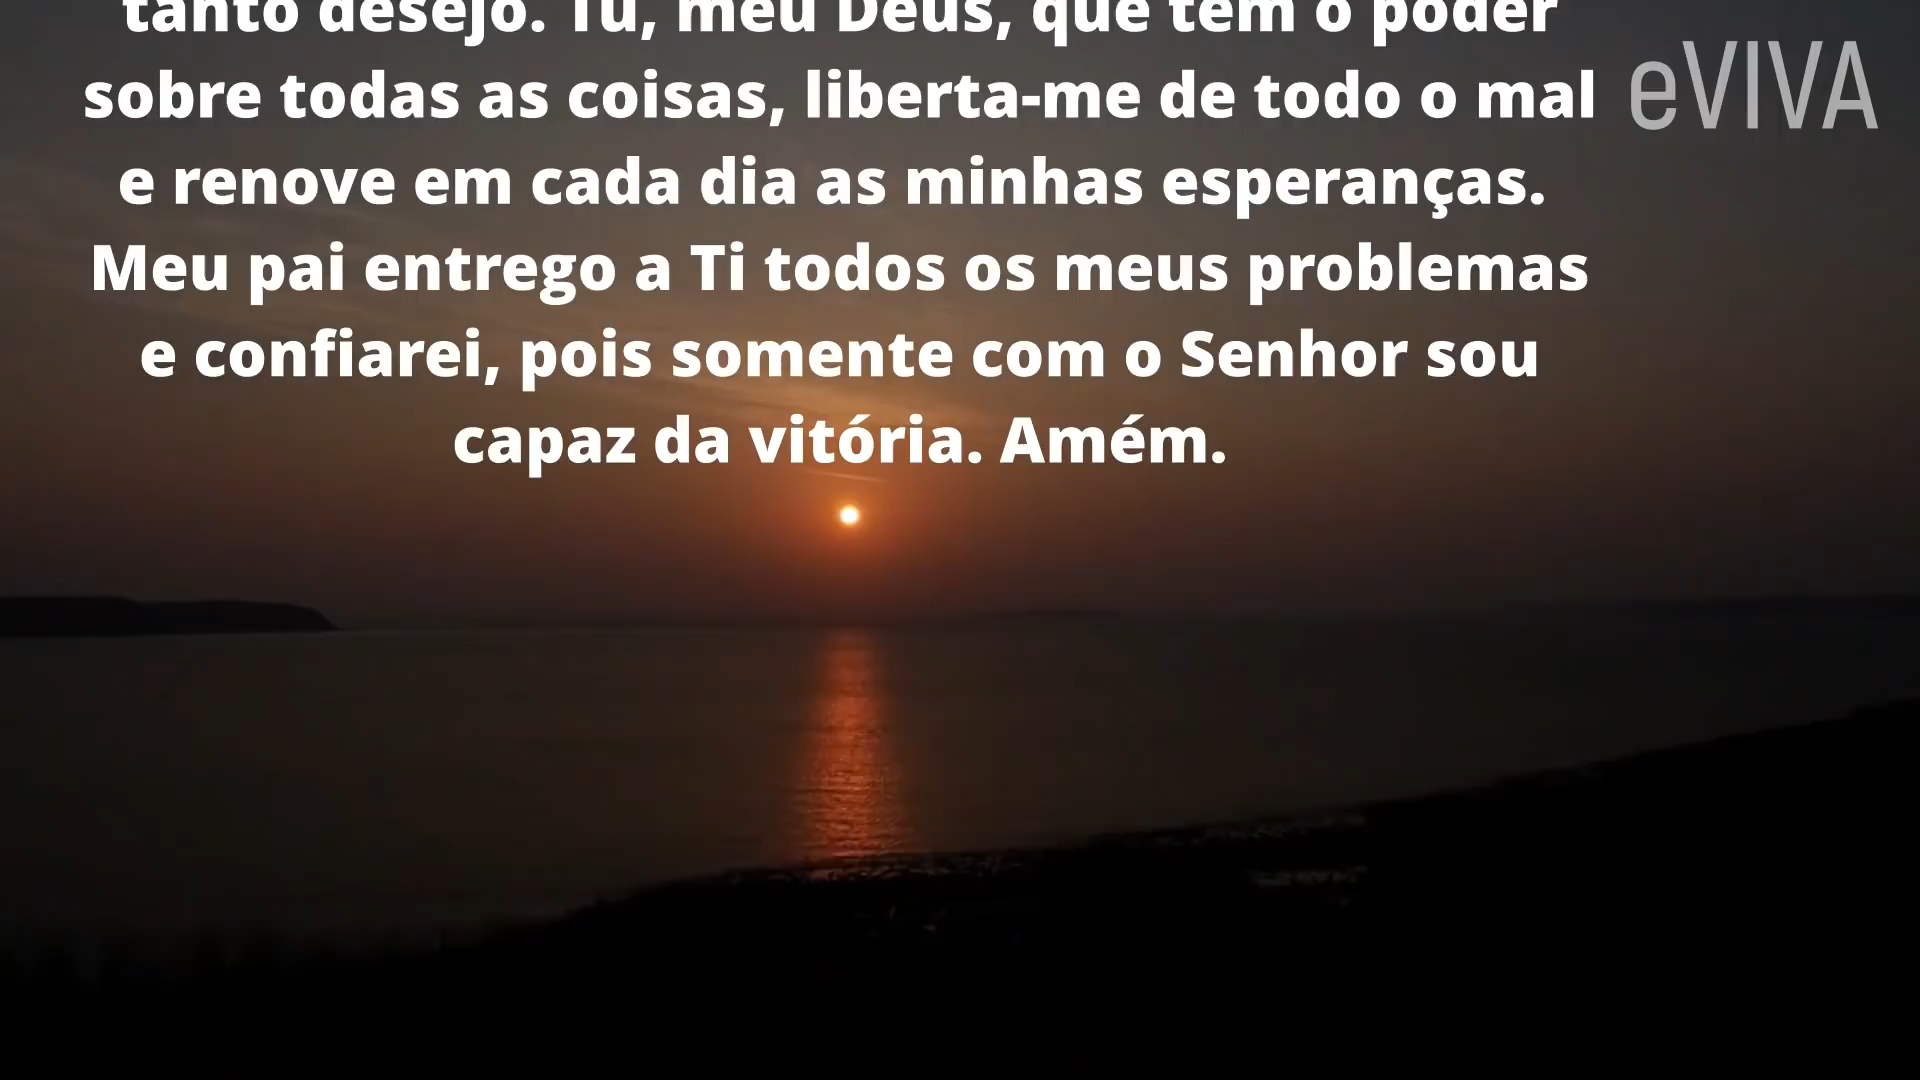 tanto desejo. Tu, meu Deus, que tem o poder
sobre todas as coisas, liberta-me de todo o mal
e renove em cada dia as minhas esperanças.
Meu pai entrego a Ti todos os meus problemas
e confiarei, pois somente com o Senhor sou
capaz da vitória. Amém.
eVIVA